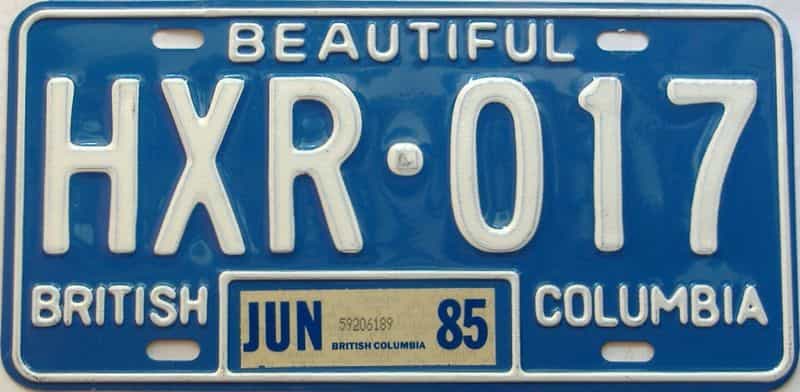 BEAUTIFUL
HXR·017
BRITISH COLUMBIA
JUN 59206189 85
BRITISH COLUMBIA